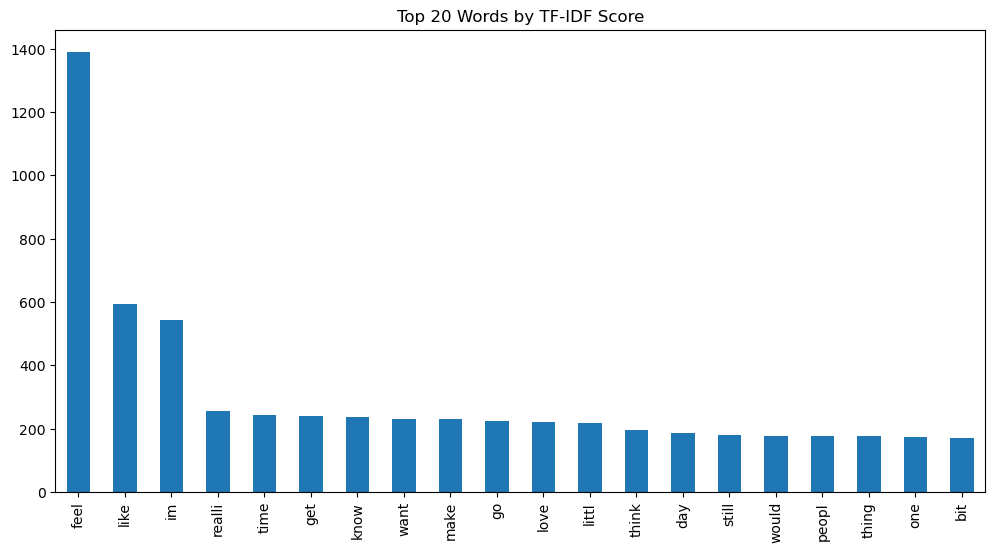 Top 20 Words by TF-IDF Score
1400
1200
1000
800
600
400
200
0
feel
like
im
realli
time
get
know
want
make
go
love
littl
think
day
still
would
peopl
thing
one
bit